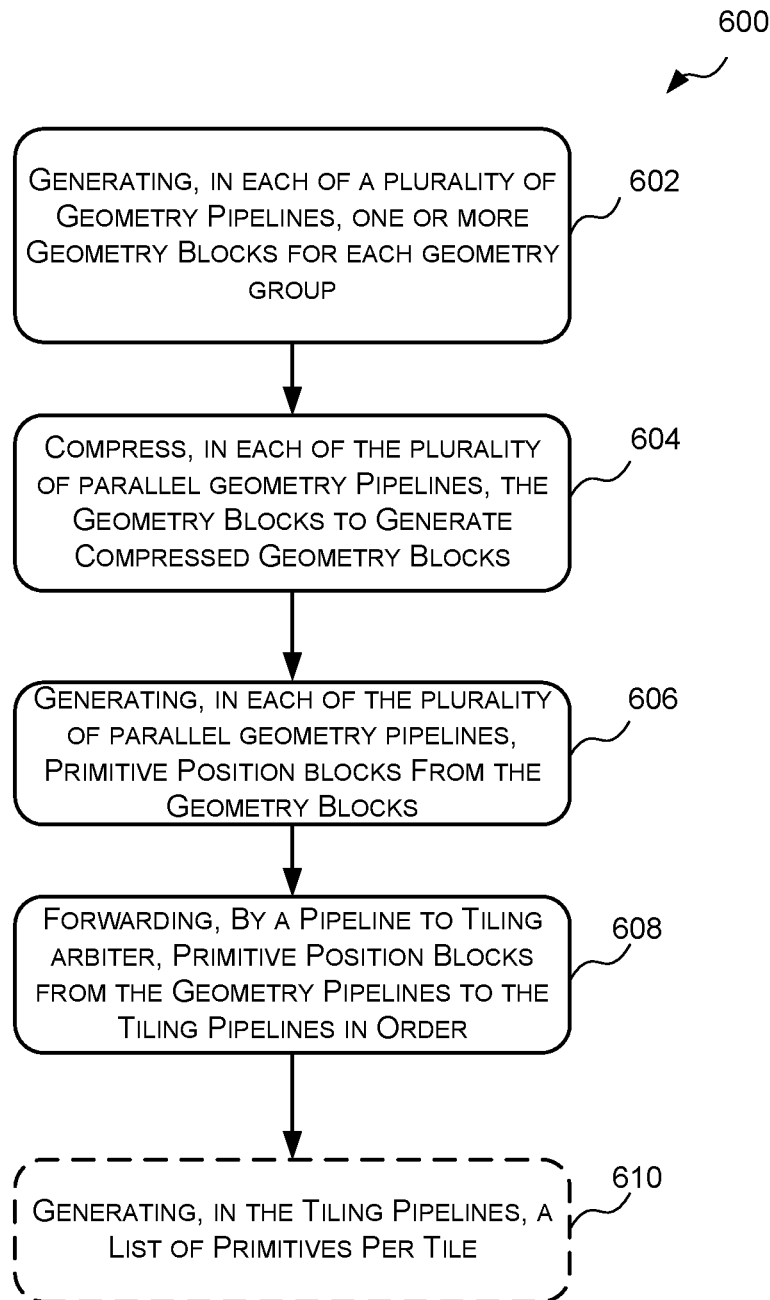 600
GENERATING, IN EACH OF A PLURALITY OF
GEOMETRY PIPELINES, ONE OR MORE
GEOMETRY BLOCKS FOR EACH GEOMETRY
GROUP
602
COMPRESS, IN EACH OF THE PLURALITY
OF PARALLEL GEOMETRY PIPELINES, THE
GEOMETRY BLOCKS TO GENERATE
COMPRESSED GEOMETRY BLOCKS
604
GENERATING, IN EACH OF THE PLURALITY
OF PARALLEL GEOMETRY PIPELINES,
PRIMITIVE POSITION BLOCKS FROM THE
GEOMETRY BLOCKS
606
FORWARDING, BY A PIPELINE TO TILING
ARBITER, PRIMITIVE POSITION BLOCKS
FROM THE GEOMETRY PIPELINES TO THE
TILING PIPELINES IN ORDER
608
GENERATING, IN THE TILING PIPELINES, A
LIST OF PRIMITIVES PER TILE
610